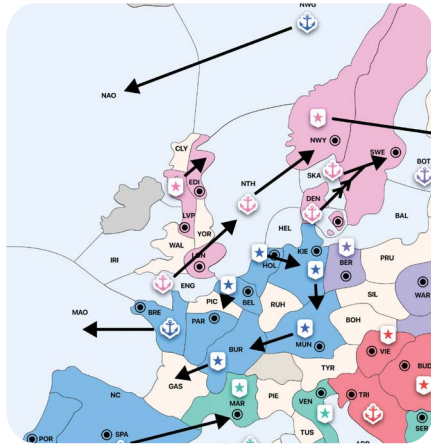 NWG
NAO
CLY
NWY
SWE
SKA
BOT
EDI
NTH
DEN
LVP
YOR
BAL
WAL
HEL
IRI
LDN
KIE
BER
PRU
HOL
ENG
PIC
BEL
RUH
SIL
WAR
MAO
BRE
PAR
BOH
BUR
MUN
VIE
GAS
TYR
BUD
MAR
PIE
VEN
TRI
NC
TUS
SER
POR
SPA
ADR